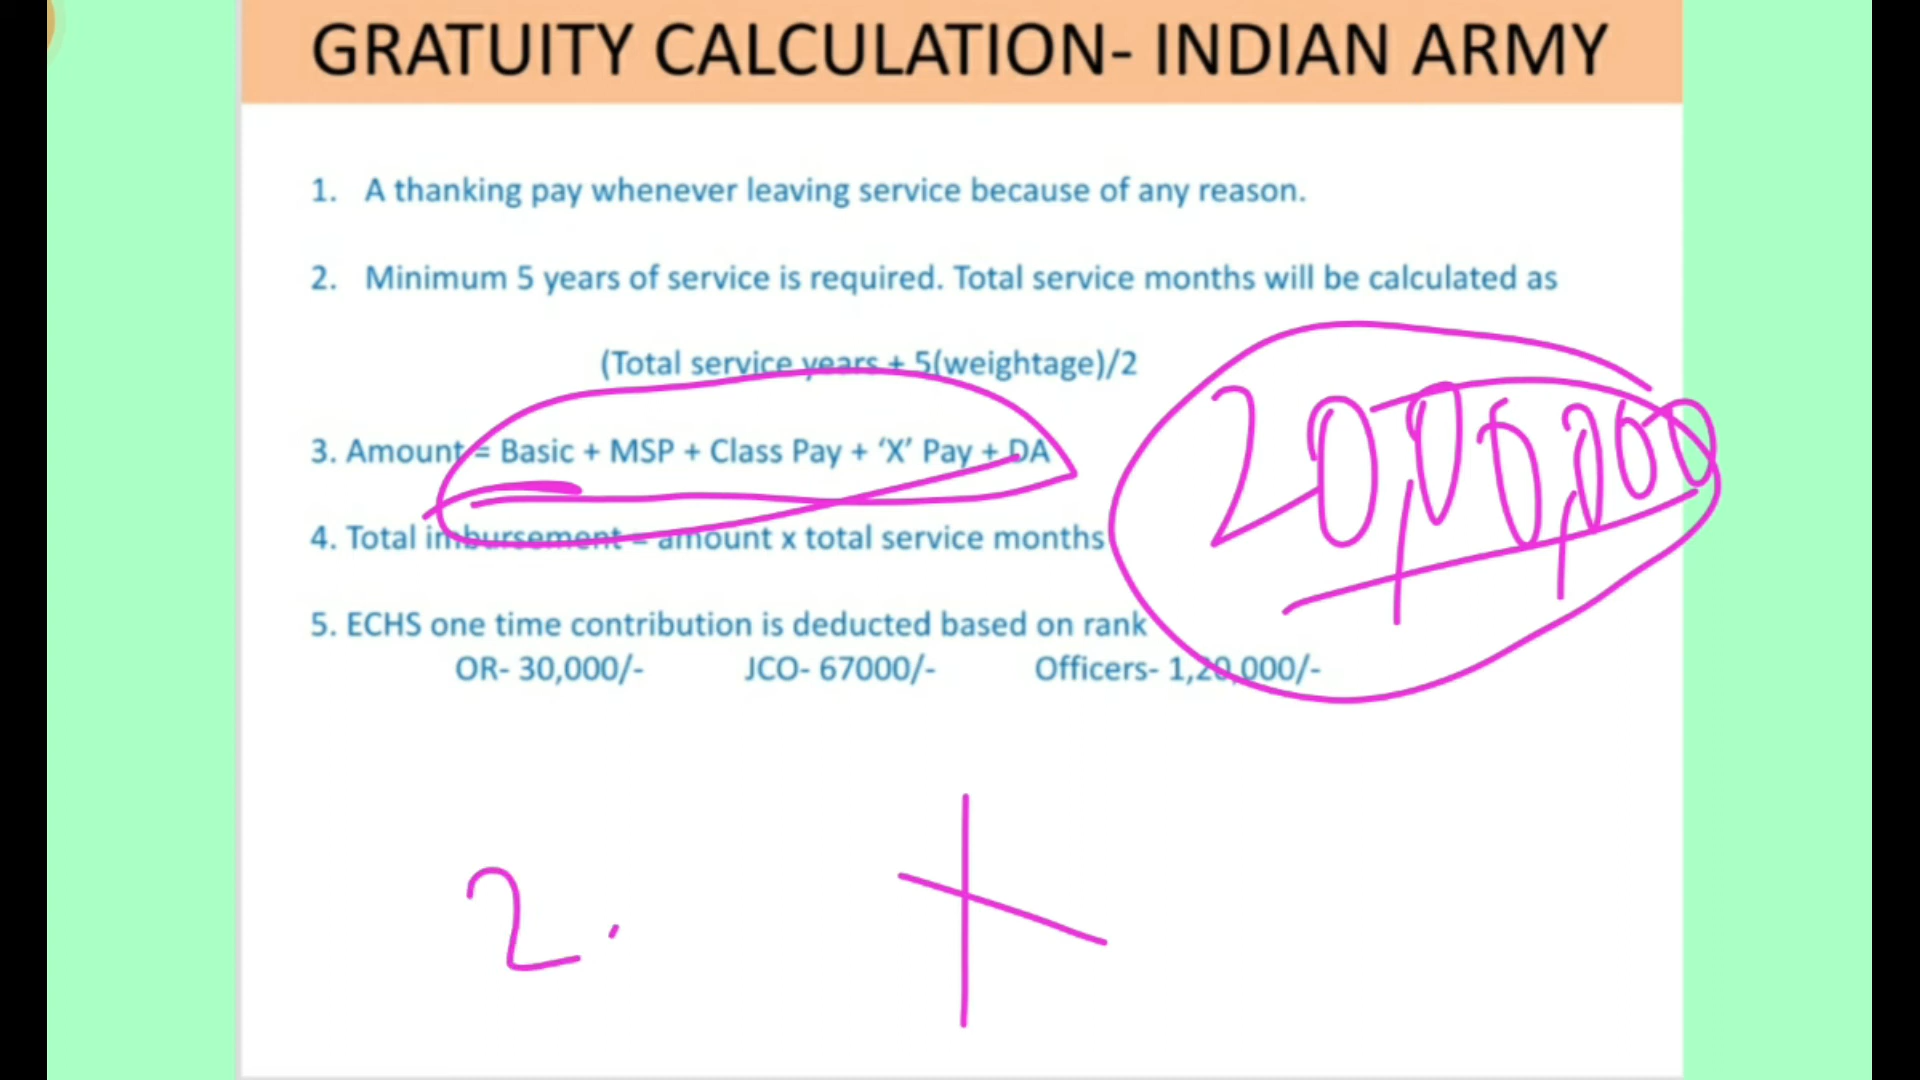 GRATUITY CALCULATION- INDIAN ARMY
1. A thanking pay whenever leaving service because of any reason.
2. Minimum 5 years of service is required. Total service months will be calculated as
(Total service years + 5(weightage)/2
3. Amount = Basic + MSP + Class Pay + ‘X’ Pay + DA
20,00,000
4. Total imbursement = amount x total service months
5. ECHS one time contribution is deducted based on rank
OR- 30,000/- JCO- 67000/- Officers- 1,20,000/-
2. +